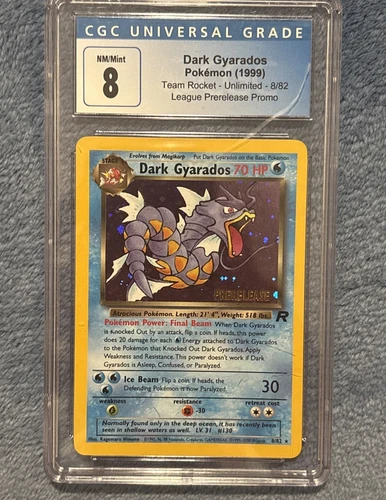 CGC UNIVERSAL GRADE
NM/Mint
8
Dark Gyarados
Pokémon (1999)
Team Rocket - Unlimited - 8/82
League Prerelease Promo
STAGE 1
Evolves from Magikarp Put Dark Gyarados on the Basic Pokémon
Dark Gyarados 70 HP
PRERELEASE
Atrocious Pokémon. Length: 21' 4", Weight: 518 lbs.
R
Pokémon Power: Final Beam When Dark Gyarados
is Knocked Out by an attack, flip a coin. If heads, this power
does 20 damage for each Energy attached to Dark Gyarados
to the Pokémon that Knocked Out Dark Gyarados. Apply
Weakness and Resistance. This power doesn't work if Dark
Gyarados is Asleep, Confused, or Paralyzed.
Ice Beam Flip a coin. If heads, the
Defending Pokémon is now Paralyzed.
30
weakness resistance retreat cost
-30
Normally found only in the deep ocean, it has recently been
seen in shallow waters as well. LV. 31 #130
Illus. Kagemaru Himeno
8/82